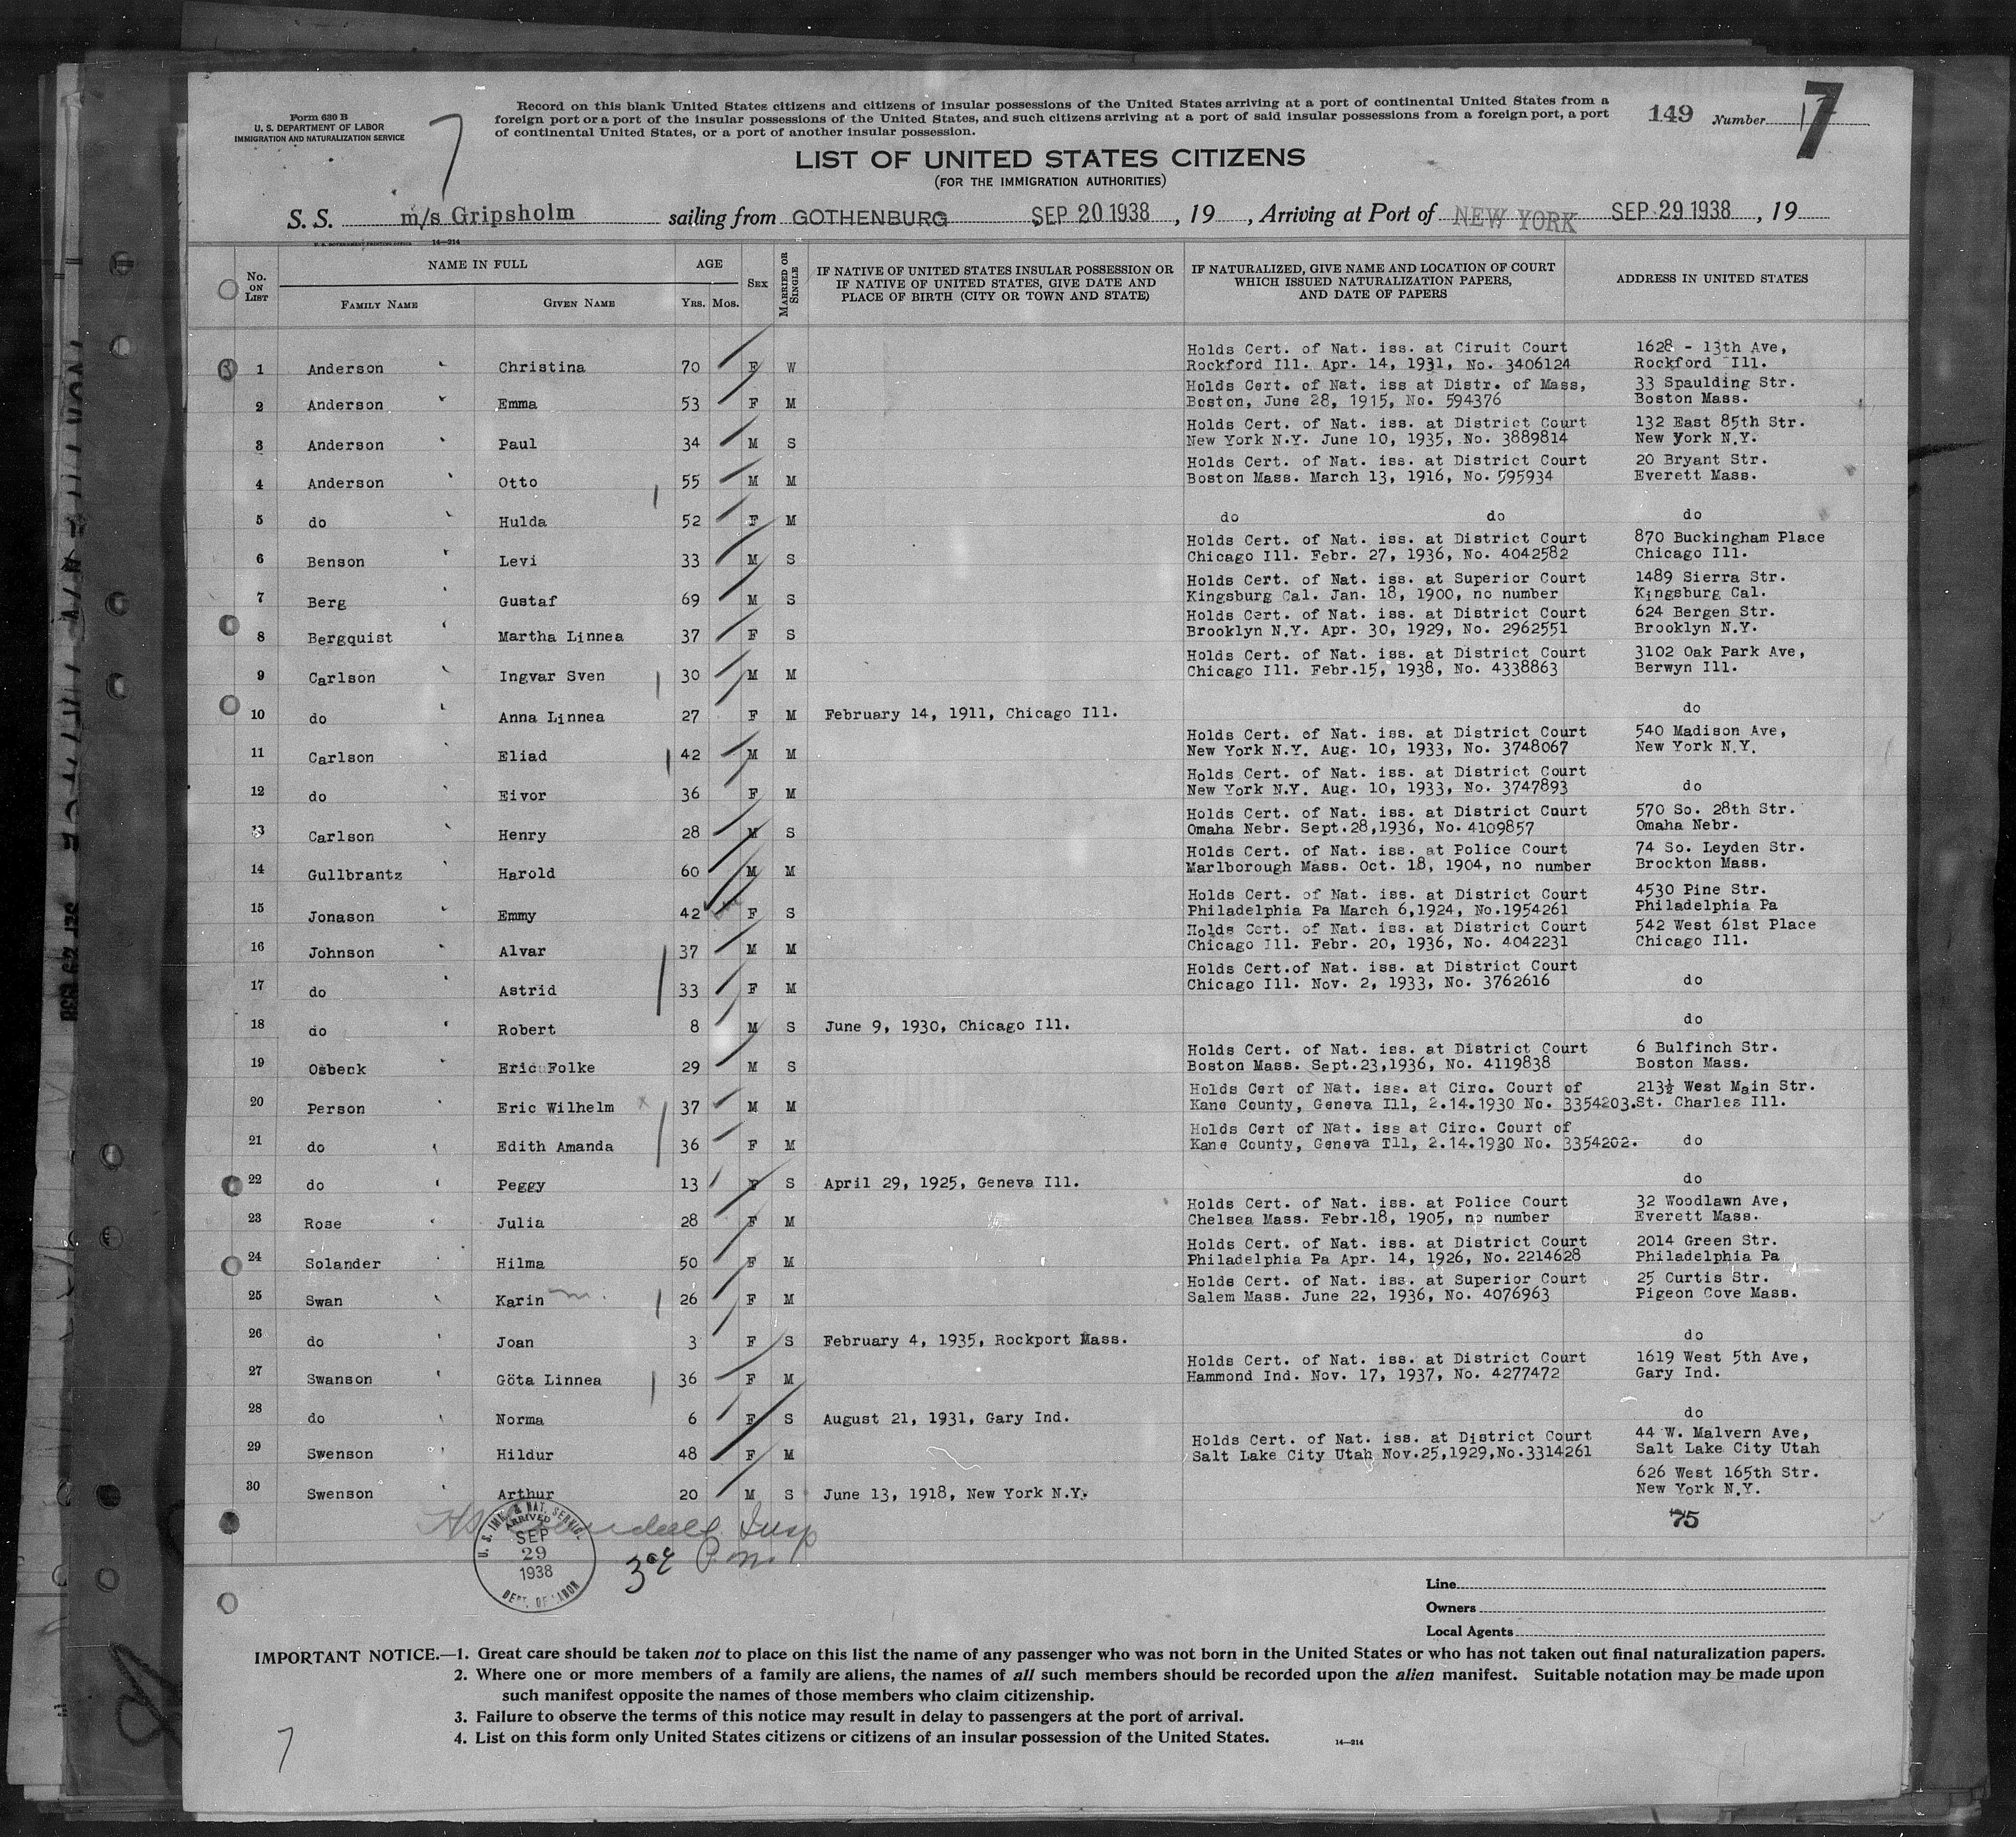 Form 630 B
U. S. DEPARTMENT OF LABOR
IMMIGRATION AND NATURALIZATION SERVICE
7
Record on this blank United States citizens and citizens of insular possessions of the United States arriving at a port of continental United States from a
foreign port or a port of the insular possessions of the United States, and such citizens arriving at a port of said insular possessions from a foreign port, a port
of continental United States, or a port of another insular possession.
149 Number 7
LIST OF UNITED STATES CITIZENS
(FOR THE IMMIGRATION AUTHORITIES)
S. S. m/s Gripsholm sailing from GOTHENBURG SEP 20 1938, 19 , Arriving at Port of NEW YORK SEP 29 1938, 19
U. S. GOVERNMENT PRINTING OFFICE 14—214
No. ON LIST NAME IN FULL FAMILY NAME GIVEN NAME AGE YRS. MOS. SEX MARRIED OR SINGLE IF NATIVE OF UNITED STATES INSULAR POSSESSION OR IF NATIVE OF UNITED STATES, GIVE DATE AND PLACE OF BIRTH (CITY OR TOWN AND STATE) IF NATURALIZED, GIVE NAME AND LOCATION OF COURT WHICH ISSUED NATURALIZATION PAPERS, AND DATE OF PAPERS ADDRESS IN UNITED STATES
Holds Cert. of Nat. iss. at Ciruit Court 1628 - 13th Ave,
1 Anderson Christina 70 F W Rockford Ill. Apr. 14, 1931, No. 3406124 Rockford Ill.
Holds Cert. of Nat. iss at Distr. of Mass, 33 Spaulding Str.
2 Anderson Emma 53 F M Boston, June 28, 1915, No. 594376 Boston Mass.
Holds Cert. of Nat. iss. at District Court 132 East 85th Str.
3 Anderson Paul 34 M S New York N.Y. June 10, 1935, No. 3889814 New York N.Y.
Holds Cert. of Nat. iss. at District Court 20 Bryant Str.
4 Anderson Otto 55 M M Boston Mass. March 13, 1916, No. 595934 Everett Mass.
5 do Hulda 52 F M do do do
Holds Cert. of Nat. iss. at District Court 870 Buckingham Place
6 Benson Levi 33 M S Chicago Ill. Febr. 27, 1936, No. 4042582 Chicago Ill.
Holds Cert. of Nat. iss. at Superior Court 1489 Sierra Str.
7 Berg Gustaf 69 M S Kingsburg Cal. Jan. 18, 1900, no number Kingsburg Cal.
Holds Cert. of Nat. iss. at District Court 624 Bergen Str.
8 Bergquist Martha Linnea 37 F S Brooklyn N.Y. Apr. 30, 1929, No. 2962551 Brooklyn N.Y.
Holds Cert. of Nat. iss. at District Court 3102 Oak Park Ave,
9 Carlson Ingvar Sven 30 M M Chicago Ill. Febr.15, 1938, No. 4338863 Berwyn Ill.
10 do Anna Linnea 27 F M February 14, 1911, Chicago Ill. do
Holds Cert. of Nat. iss. at District Court 540 Madison Ave,
11 Carlson Eliad 42 M M New York N.Y. Aug. 10, 1933, No. 3748067 New York N.Y.
Holds Cert. of Nat. iss. at District Court
12 do Eivor 36 F M New York N.Y. Aug. 10, 1933, No. 3747893 do
Holds Cert. of Nat. iss. at District Court 570 So. 28th Str.
13 Carlson Henry 28 M S Omaha Nebr. Sept.28,1936, No. 4109857 Omaha Nebr.
Holds Cert. of Nat. iss. at Police Court 74 So. Leyden Str.
14 Gullbrantz Harold 60 M M Marlborough Mass. Oct. 18, 1904, no number Brockton Mass.
Holds Cert. of Nat. iss. at District Court 4530 Pine Str.
15 Jonason Emmy 42 F S Philadelphia Pa March 6,1924, No.1954261 Philadelphia Pa
Holds Cert. of Nat. iss. at District Court 542 West 61st Place
16 Johnson Alvar 37 M M Chicago Ill. Febr. 20, 1936, No. 4042231 Chicago Ill.
Holds Cert.of Nat. iss. at District Court
17 do Astrid 33 F M Chicago Ill. Nov. 2, 1933, No. 3762616 do
18 do Robert 8 M S June 9, 1930, Chicago Ill. do
Holds Cert. of Nat. iss. at District Court 6 Bulfinch Str.
19 Osbeck Eric Folke 29 M S Boston Mass. Sept.23,1936, No. 4119838 Boston Mass.
Holds Cert of Nat. iss. at Circ. Court of 213½ West Main Str.
20 Person Eric Wilhelm x 37 M M Kane County, Geneva Ill, 2.14.1930 No. 3354203. St. Charles Ill.
Holds Cert of Nat. iss at Circ. Court of
21 do Edith Amanda 36 F M Kane County, Geneva Ill, 2.14.1930 No. 3354202. do
22 do Peggy 13 F S April 29, 1925, Geneva Ill. do
Holds Cert. of Nat. iss. at Police Court 32 Woodlawn Ave,
23 Rose Julia 28 F M Chelsea Mass. Febr.18, 1905, no number Everett Mass.
Holds Cert. of Nat. iss. at District Court 2014 Green Str.
24 Solander Hilma 50 F M Philadelphia Pa Apr. 14, 1926, No. 2214628 Philadelphia Pa
Holds Cert. of Nat. iss. at Superior Court 25 Curtis Str.
25 Swan Karin m. 26 F M Salem Mass. June 22, 1936, No. 4076963 Pigeon Cove Mass.
26 do Joan 3 F S February 4, 1935, Rockport Mass. do
Holds Cert. of Nat. iss. at District Court 1619 West 5th Ave,
27 Swanson Göta Linnea 36 F M Hammond Ind. Nov. 17, 1937, No. 4277472 Gary Ind.
28 do Norma 6 F S August 21, 1931, Gary Ind. do
Holds Cert. of Nat. iss. at District Court 44 W. Malvern Ave,
29 Swenson Hildur 48 F M Salt Lake City Utah Nov.25,1929,No.3314261 Salt Lake City Utah
626 West 165th Str.
30 Swenson Arthur 20 M S June 13, 1918, New York N.Y. New York N.Y.
75
Insp
U. S. IMM. & NAT. SERVICE
ARRIVED
SEP
29
1938
DEPT. OF LABOR
P.m.
Line
Owners
Local Agents
IMPORTANT NOTICE.—1. Great care should be taken not to place on this list the name of any passenger who was not born in the United States or who has not taken out final naturalization papers.
2. Where one or more members of a family are aliens, the names of all such members should be recorded upon the alien manifest. Suitable notation may be made upon
such manifest opposite the names of those members who claim citizenship.
3. Failure to observe the terms of this notice may result in delay to passengers at the port of arrival.
4. List on this form only United States citizens or citizens of an insular possession of the United States.
14—214
7